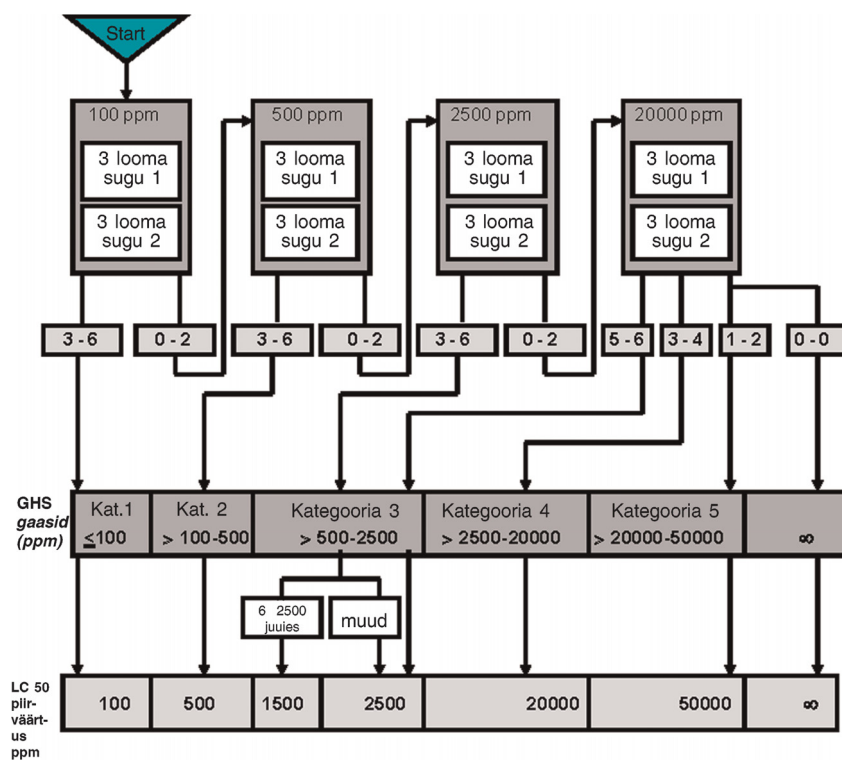 Start
100 ppm
500 ppm
2500 ppm
20000 ppm
3 looma
sugu 1
3 looma
sugu 1
3 looma
sugu 1
3 looma
sugu 1
3 looma
sugu 2
3 looma
sugu 2
3 looma
sugu 2
3 looma
sugu 2
3 - 6
0 - 2
3 - 6
0 - 2
3 - 6
0 - 2
5 - 6
3 - 4
1 - 2
0 - 0
GHS
gaasid
(ppm)
Kat.1
≤100
Kat. 2
> 100-500
Kategooria 3
> 500-2500
Kategooria 4
> 2500-20000
Kategooria 5
> 20000-50000
∞
6 2500
juuies
muud
LC 50
piir-
väärt-
us
ppm
100
500
1500
2500
20000
50000
∞